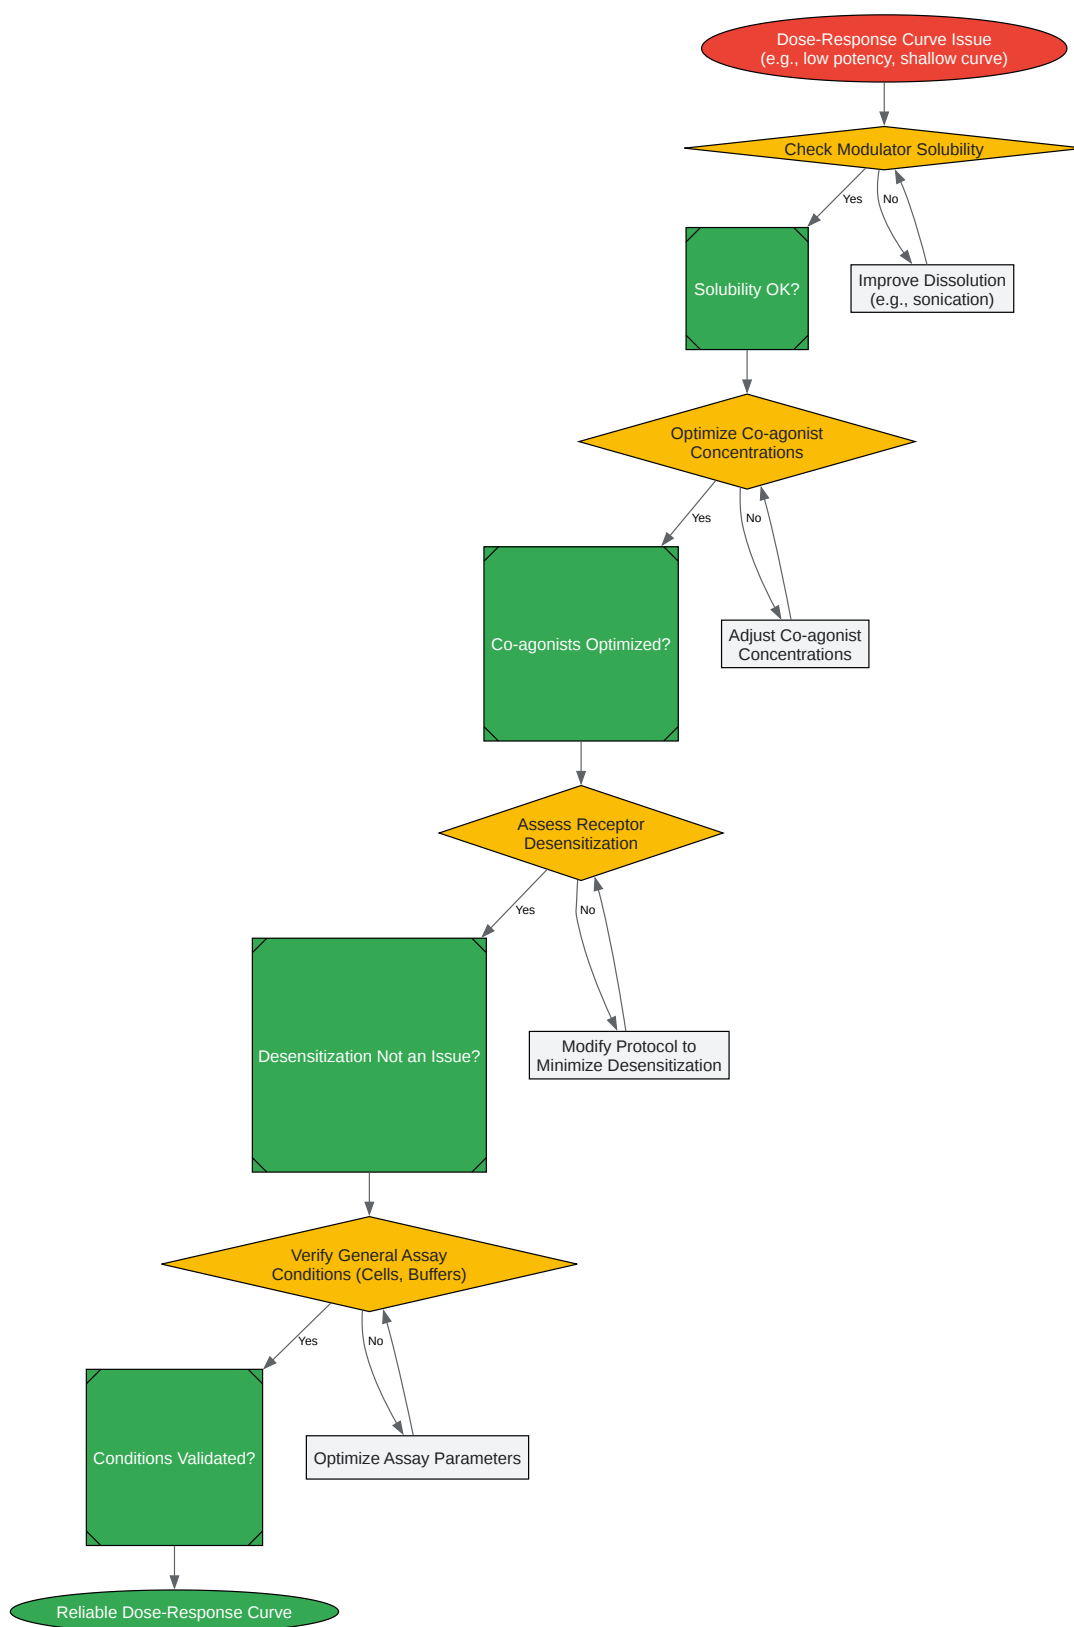 Dose-Response Curve Issue
(e.g., low potency, shallow curve)
Check Modulator Solubility
Yes
No
Solubility OK?
Improve Dissolution
(e.g., sonication)
Optimize Co-agonist
Concentrations
Yes
No
Co-agonists Optimized?
Adjust Co-agonist
Concentrations
Assess Receptor
Desensitization
Yes
No
Desensitization Not an Issue?
Modify Protocol to
Minimize Desensitization
Verify General Assay
Conditions (Cells, Buffers)
Yes
No
Conditions Validated?
Optimize Assay Parameters
Reliable Dose-Response Curve